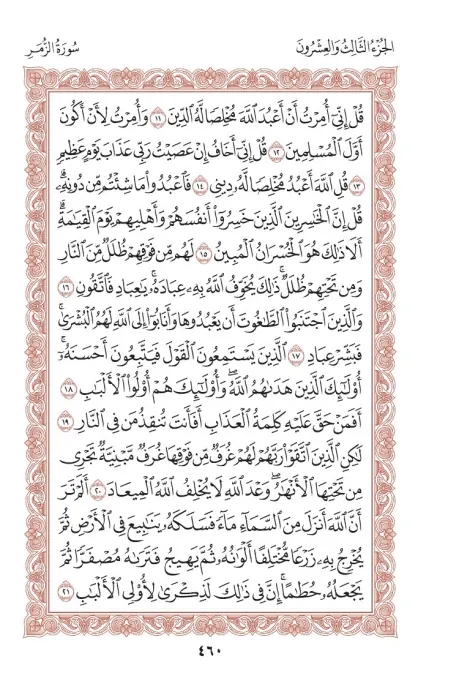 الجُزْءُ الثَّالِثُ وَالعِشْرُونَ
سُورَةُ الزُّمَرِ
قُلْ إِنِّىٓ أُمِرْتُ أَنْ أَعْبُدَ ٱللَّهَ مُخْلِصًا لَّهُ ٱلدِّينَ ١١ وَأُمِرْتُ لِأَنْ أَكُونَ
أَوَّلَ ٱلْمُسْلِمِينَ ١٢ قُلْ إِنِّىٓ أَخَافُ إِنْ عَصَيْتُ رَبِّى عَذَابَ يَوْمٍ عَظِيمٍ
١٣ قُلِ ٱللَّهَ أَعْبُدُ مُخْلِصًا لَّهُۥ دِينِى ١٤ فَٱعْبُدُوا۟ مَا شِئْتُم مِّن دُونِهِۦ ۗ
قُلْ إِنَّ ٱلْخَٰسِرِينَ ٱلَّذِينَ خَسِرُوٓا۟ أَنفُسَهُمْ وَأَهْلِيهِمْ يَوْمَ ٱلْقِيَٰمَةِ ۗ
أَلَا ذَٰلِكَ هُوَ ٱلْخُسْرَانُ ٱلْمُبِينُ ١٥ لَهُم مِّن فَوْقِهِمْ ظُلَلٌ مِّنَ ٱلنَّارِ
وَمِن تَحْتِهِمْ ظُلَلٌ ۚ ذَٰلِكَ يُخَوِّفُ ٱللَّهُ بِهِۦ عِبَادَهُۥ ۚ يَٰعِبَادِ فَٱتَّقُونِ ١٦
وَٱلَّذِينَ ٱجْتَنَبُوا۟ ٱلطَّٰغُوتَ أَن يَعْبُدُوهَا وَأَنَابُوٓا۟ إِلَى ٱللَّهِ لَهُمُ ٱلْبُشْرَىٰ ۚ
فَبَشِّرْ عِبَادِ ١٧ ٱلَّذِينَ يَسْتَمِعُونَ ٱلْقَوْلَ فَيَتَّبِعُونَ أَحْسَنَهُۥٓ ۚ
أُو۟لَٰٓئِكَ ٱلَّذِينَ هَدَىٰهُمُ ٱللَّهُ ۖ وَأُو۟لَٰٓئِكَ هُمْ أُو۟لُوا۟ ٱلْأَلْبَٰبِ ١٨
أَفَمَنْ حَقَّ عَلَيْهِ كَلِمَةُ ٱلْعَذَابِ أَفَأَنتَ تُنقِذُ مَن فِى ٱلنَّارِ ١٩
لَٰكِنِ ٱلَّذِينَ ٱتَّقَوْا۟ رَبَّهُمْ لَهُمْ غُرَفٌ مِّن فَوْقِهَا غُرَفٌ مَّبْنِيَّةٌ تَجْرِى
مِن تَحْتِهَا ٱلْأَنْهَٰرُ ۖ وَعْدَ ٱللَّهِ لَا يُخْلِفُ ٱللَّهُ ٱلْمِيعَادَ ٢٠ أَلَمْ تَرَ
أَنَّ ٱللَّهَ أَنزَلَ مِنَ ٱلسَّمَآءِ مَآءً فَسَلَكَهُۥ يَنَٰبِيعَ فِى ٱلْأَرْضِ ثُمَّ
يُخْرِجُ بِهِۦ زَرْعًا مُّخْتَلِفًا أَلْوَٰنُهُۥ ثُمَّ يَهِيجُ فَتَرَىٰهُ مُصْفَرًّا ثُمَّ
يَجْعَلُهُۥ حُطَٰمًا ۚ إِنَّ فِى ذَٰلِكَ لَذِكْرَىٰ لِأُو۟لِى ٱلْأَلْبَٰبِ ٢١
٤٦٠